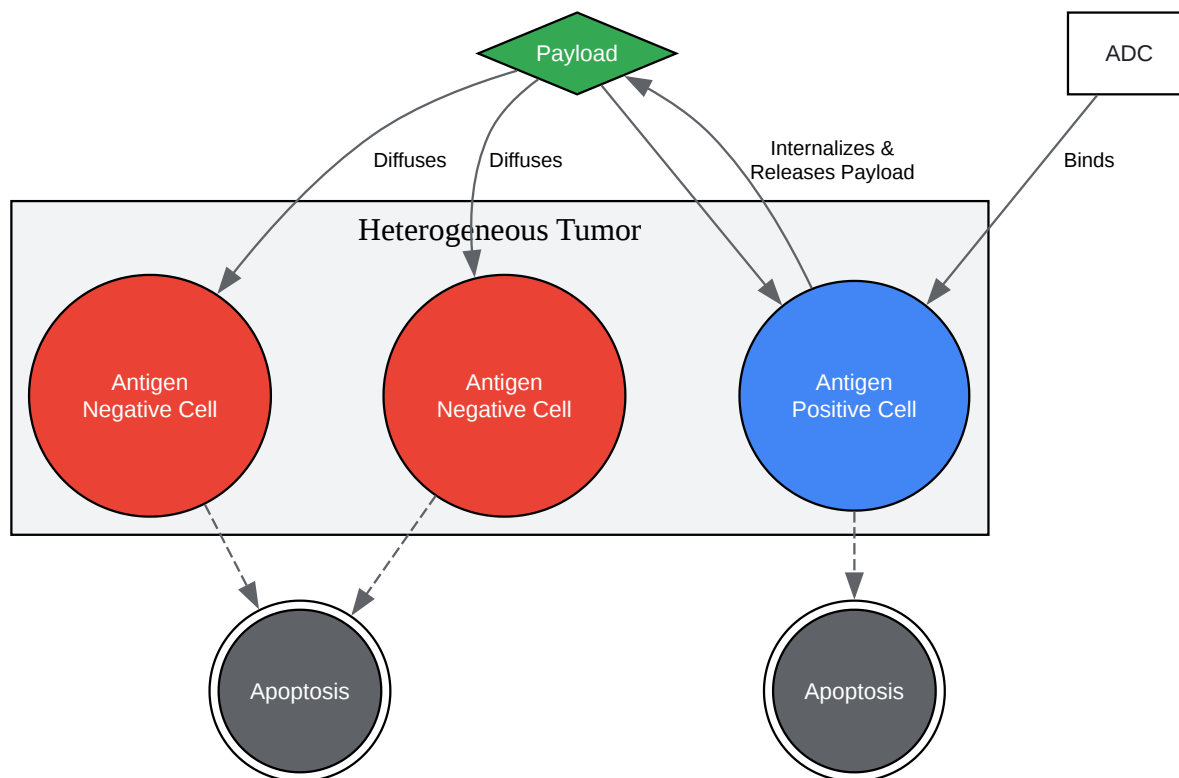 Payload
ADC
Diffuses
Diffuses
Internalizes &
Releases Payload
Binds
Heterogeneous Tumor
Antigen
Negative Cell
Antigen
Negative Cell
Antigen
Positive Cell
Apoptosis
Apoptosis